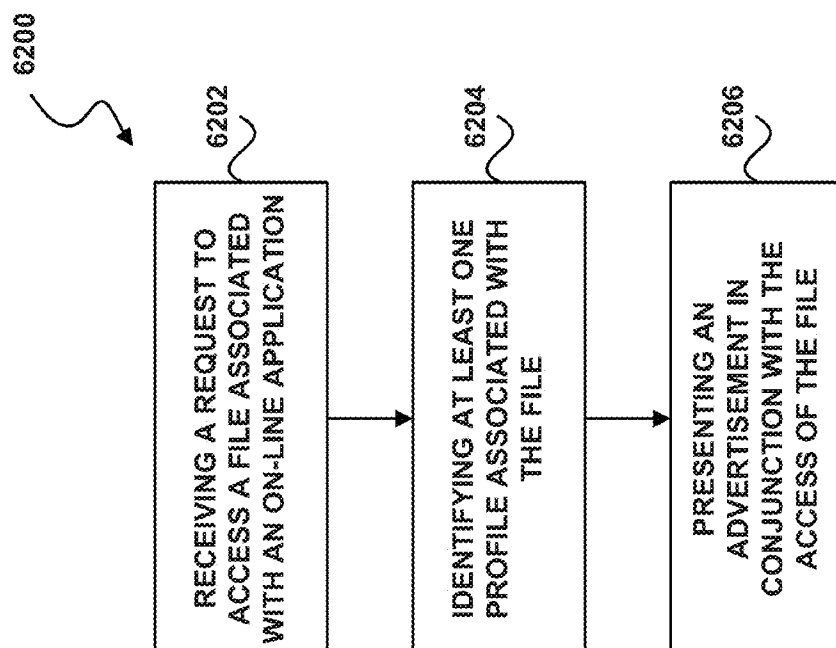 6200
6202
RECEIVING A REQUEST TO
ACCESS A FILE ASSOCIATED
WITH AN ON-LINE APPLICATION
6204
IDENTIFYING AT LEAST ONE
PROFILE ASSOCIATED WITH
THE FILE
6206
PRESENTING AN
ADVERTISEMENT IN
CONJUNCTION WITH THE
ACCESS OF THE FILE